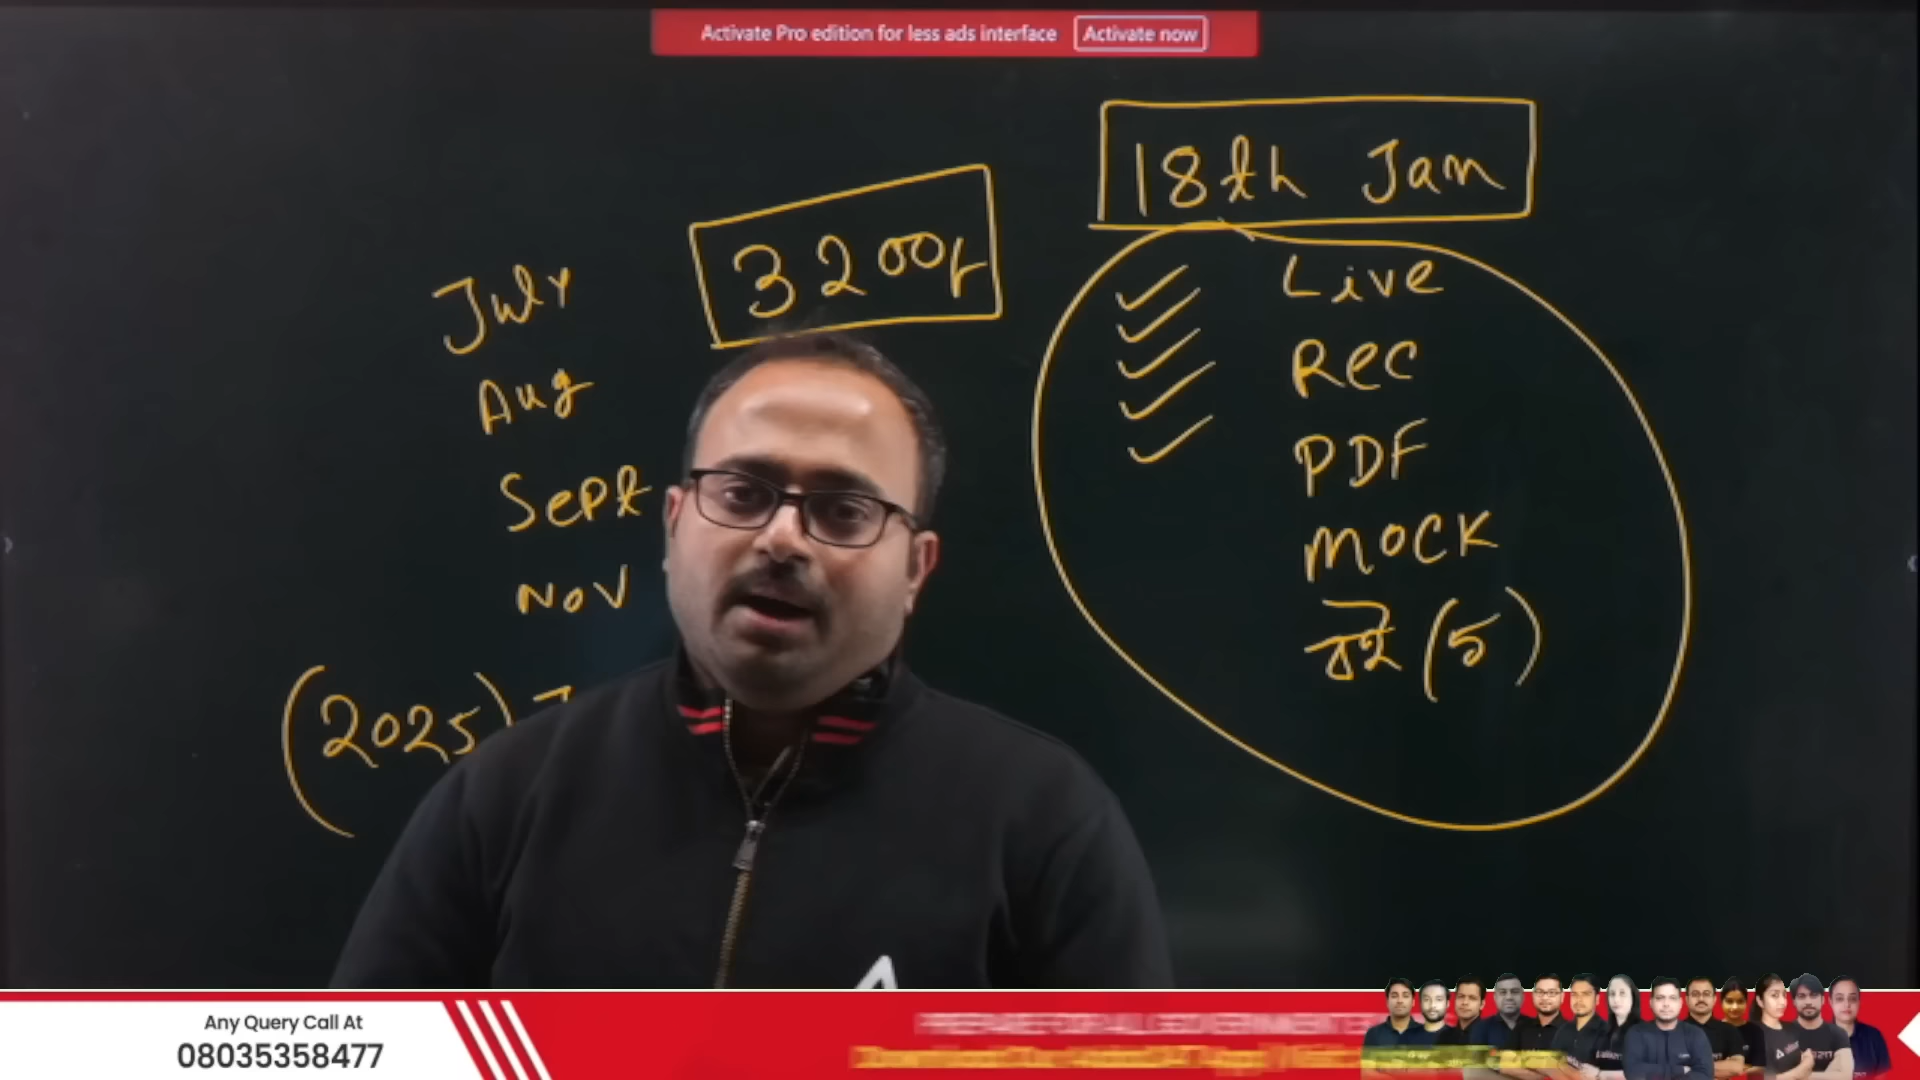 Activate Pro edition for less ads interface
Activate now
18th Jan
3200/-
July
Aug
Sept
Nov
(2025)
Live
Rec
PDF
MOCK
(5)
Any Query Call At
08035358477